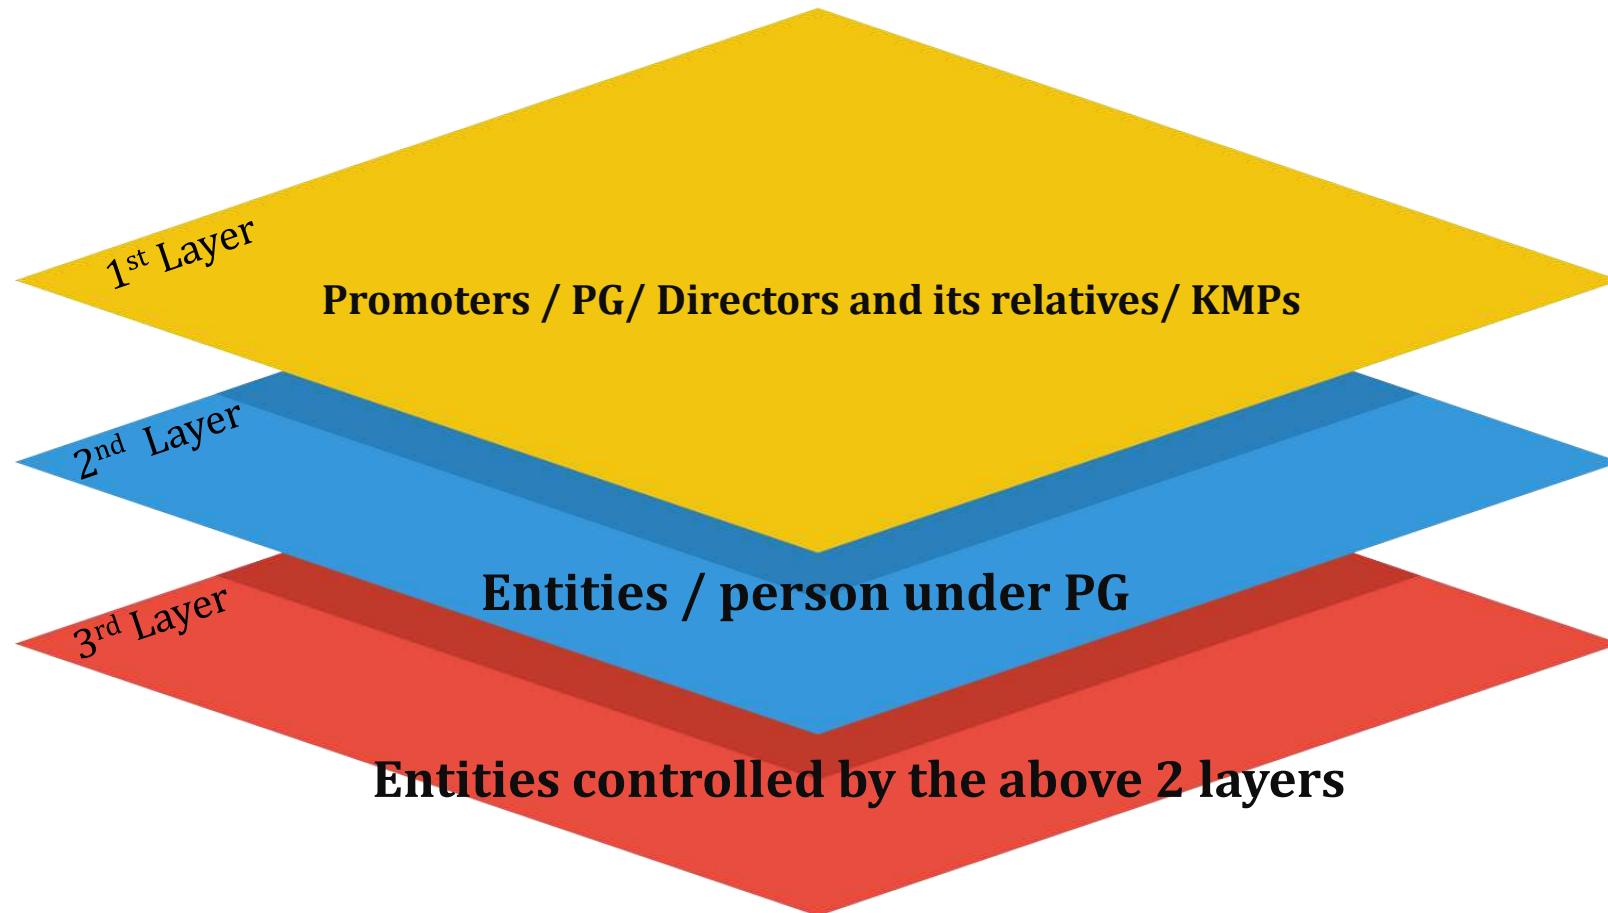 1st Layer
Promoters / PG/ Directors and its relatives/ KMPs
2nd Layer
Entities / person under PG
3rd Layer
Entities controlled by the above 2 layers